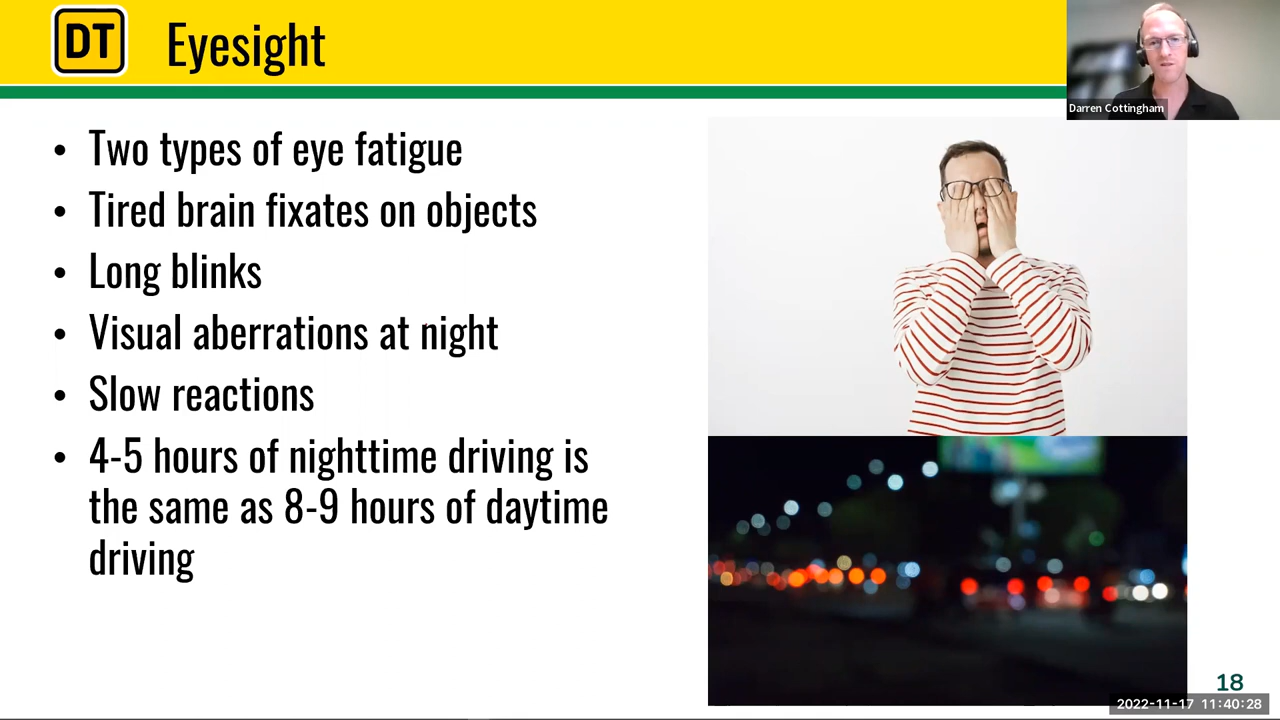 DT
Eyesight
Darren Cottingham
• Two types of eye fatigue
• Tired brain fixates on objects
• Long blinks
• Visual aberrations at night
• Slow reactions
• 4-5 hours of nighttime driving is
the same as 8-9 hours of daytime
driving
18
2022-11-17 11:40:28